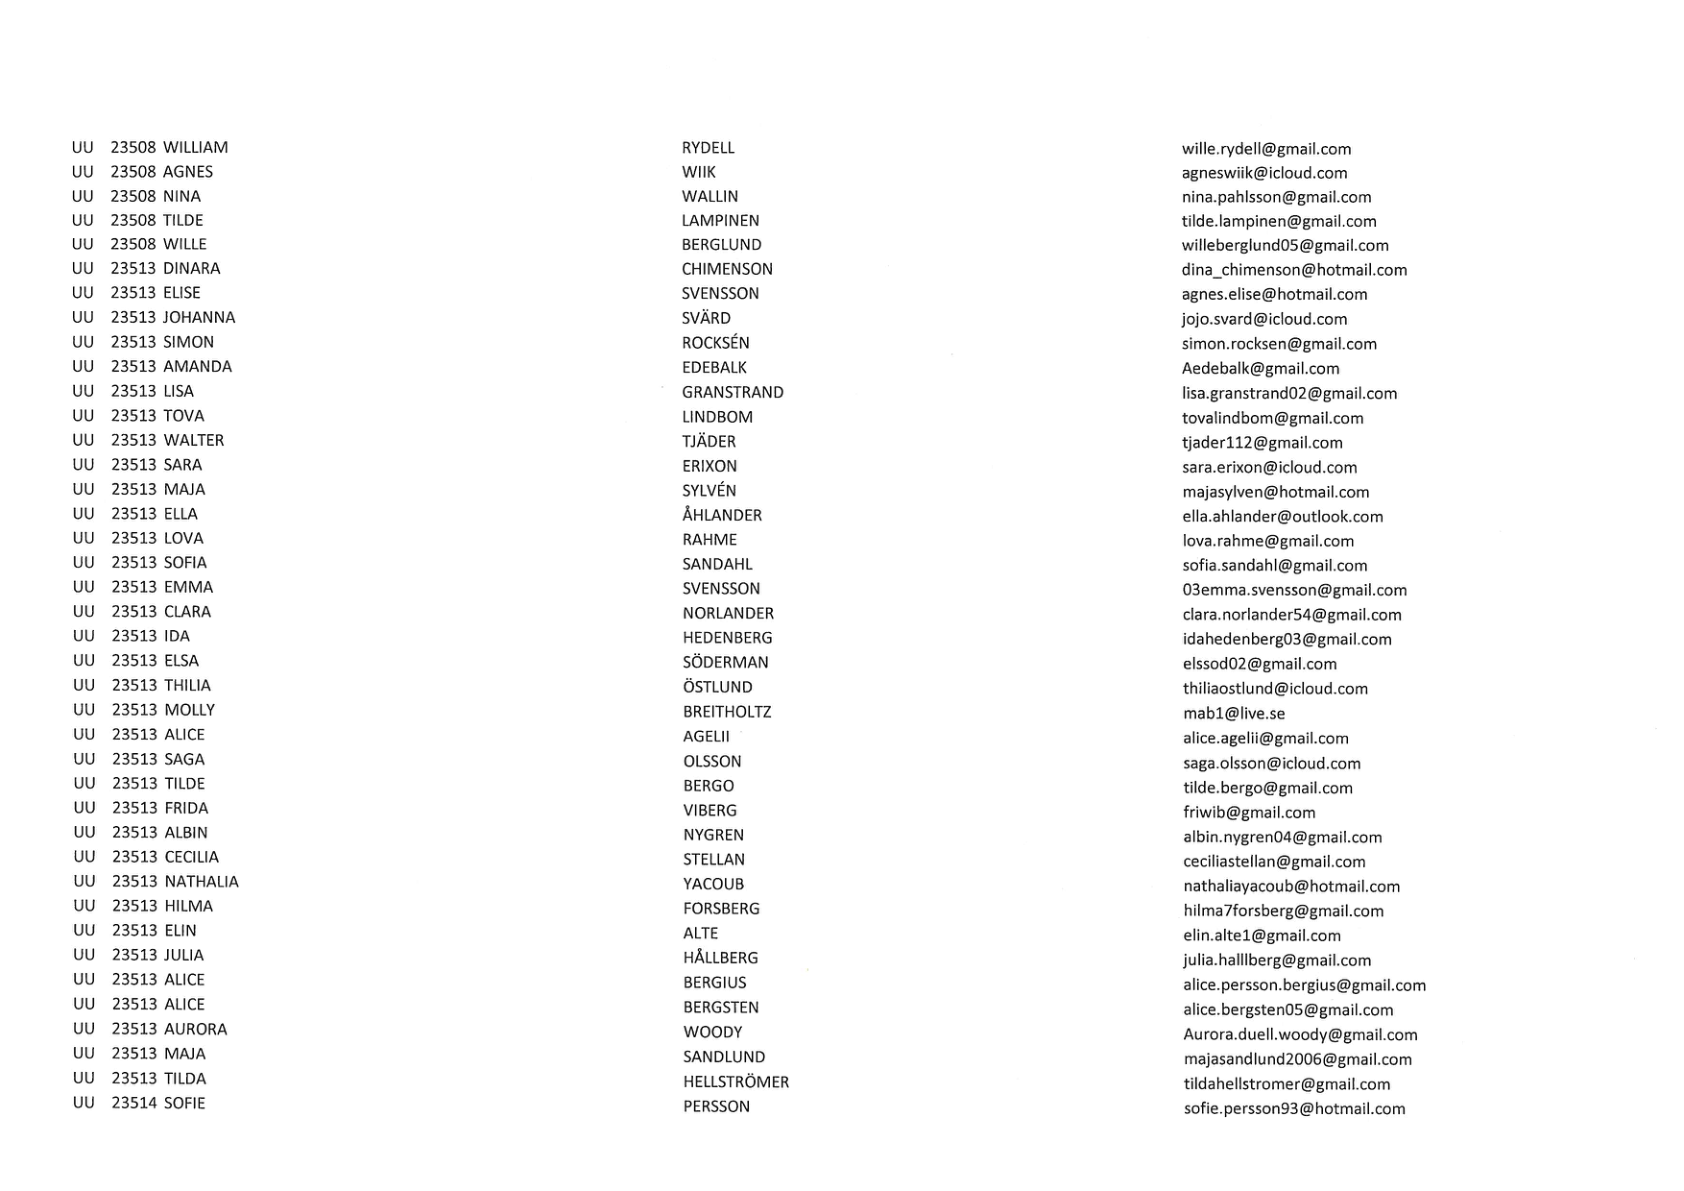 UU 23508 WILLIAM RYDELL wille.rydell@gmail.com
UU 23508 AGNES WIIK agneswiik@icloud.com
UU 23508 NINA WALLIN nina.pahlsson@gmail.com
UU 23508 TILDE LAMPINEN tilde.lampinen@gmail.com
UU 23508 WILLE BERGLUND willeberglund05@gmail.com
UU 23513 DINARA CHIMENSON dina_chimenson@hotmail.com
UU 23513 ELISE SVENSSON agnes.elise@hotmail.com
UU 23513 JOHANNA SVÄRD jojo.svard@icloud.com
UU 23513 SIMON ROCKSÉN simon.rocksen@gmail.com
UU 23513 AMANDA EDEBALK Aedebalk@gmail.com
UU 23513 LISA GRANSTRAND lisa.granstrand02@gmail.com
UU 23513 TOVA LINDBOM tovalindbom@gmail.com
UU 23513 WALTER TJÄDER tjader112@gmail.com
UU 23513 SARA ERIXON sara.erixon@icloud.com
UU 23513 MAJA SYLVÉN majasylven@hotmail.com
UU 23513 ELLA ÅHLANDER ella.ahlander@outlook.com
UU 23513 LOVA RAHME lova.rahme@gmail.com
UU 23513 SOFIA SANDAHL sofia.sandahl@gmail.com
UU 23513 EMMA SVENSSON 03emma.svensson@gmail.com
UU 23513 CLARA NORLANDER clara.norlander54@gmail.com
UU 23513 IDA HEDENBERG idahedenberg03@gmail.com
UU 23513 ELSA SÖDERMAN elssod02@gmail.com
UU 23513 THILIA ÖSTLUND thiliaostlund@icloud.com
UU 23513 MOLLY BREITHOLTZ mab1@live.se
UU 23513 ALICE AGELII alice.agelii@gmail.com
UU 23513 SAGA OLSSON saga.olsson@icloud.com
UU 23513 TILDE BERGO tilde.bergo@gmail.com
UU 23513 FRIDA VIBERG friwib@gmail.com
UU 23513 ALBIN NYGREN albin.nygren04@gmail.com
UU 23513 CECILIA STELLAN ceciliastellan@gmail.com
UU 23513 NATHALIA YACOUB nathaliayacoub@hotmail.com
UU 23513 HILMA FORSBERG hilma7forsberg@gmail.com
UU 23513 ELIN ALTE elin.alte1@gmail.com
UU 23513 JULIA HÅLLBERG julia.halllberg@gmail.com
UU 23513 ALICE BERGIUS alice.persson.bergius@gmail.com
UU 23513 ALICE BERGSTEN alice.bergsten05@gmail.com
UU 23513 AURORA WOODY Aurora.duell.woody@gmail.com
UU 23513 MAJA SANDLUND majasandlund2006@gmail.com
UU 23513 TILDA HELLSTRÖMER tildahellstromer@gmail.com
UU 23514 SOFIE PERSSON sofie.persson93@hotmail.com